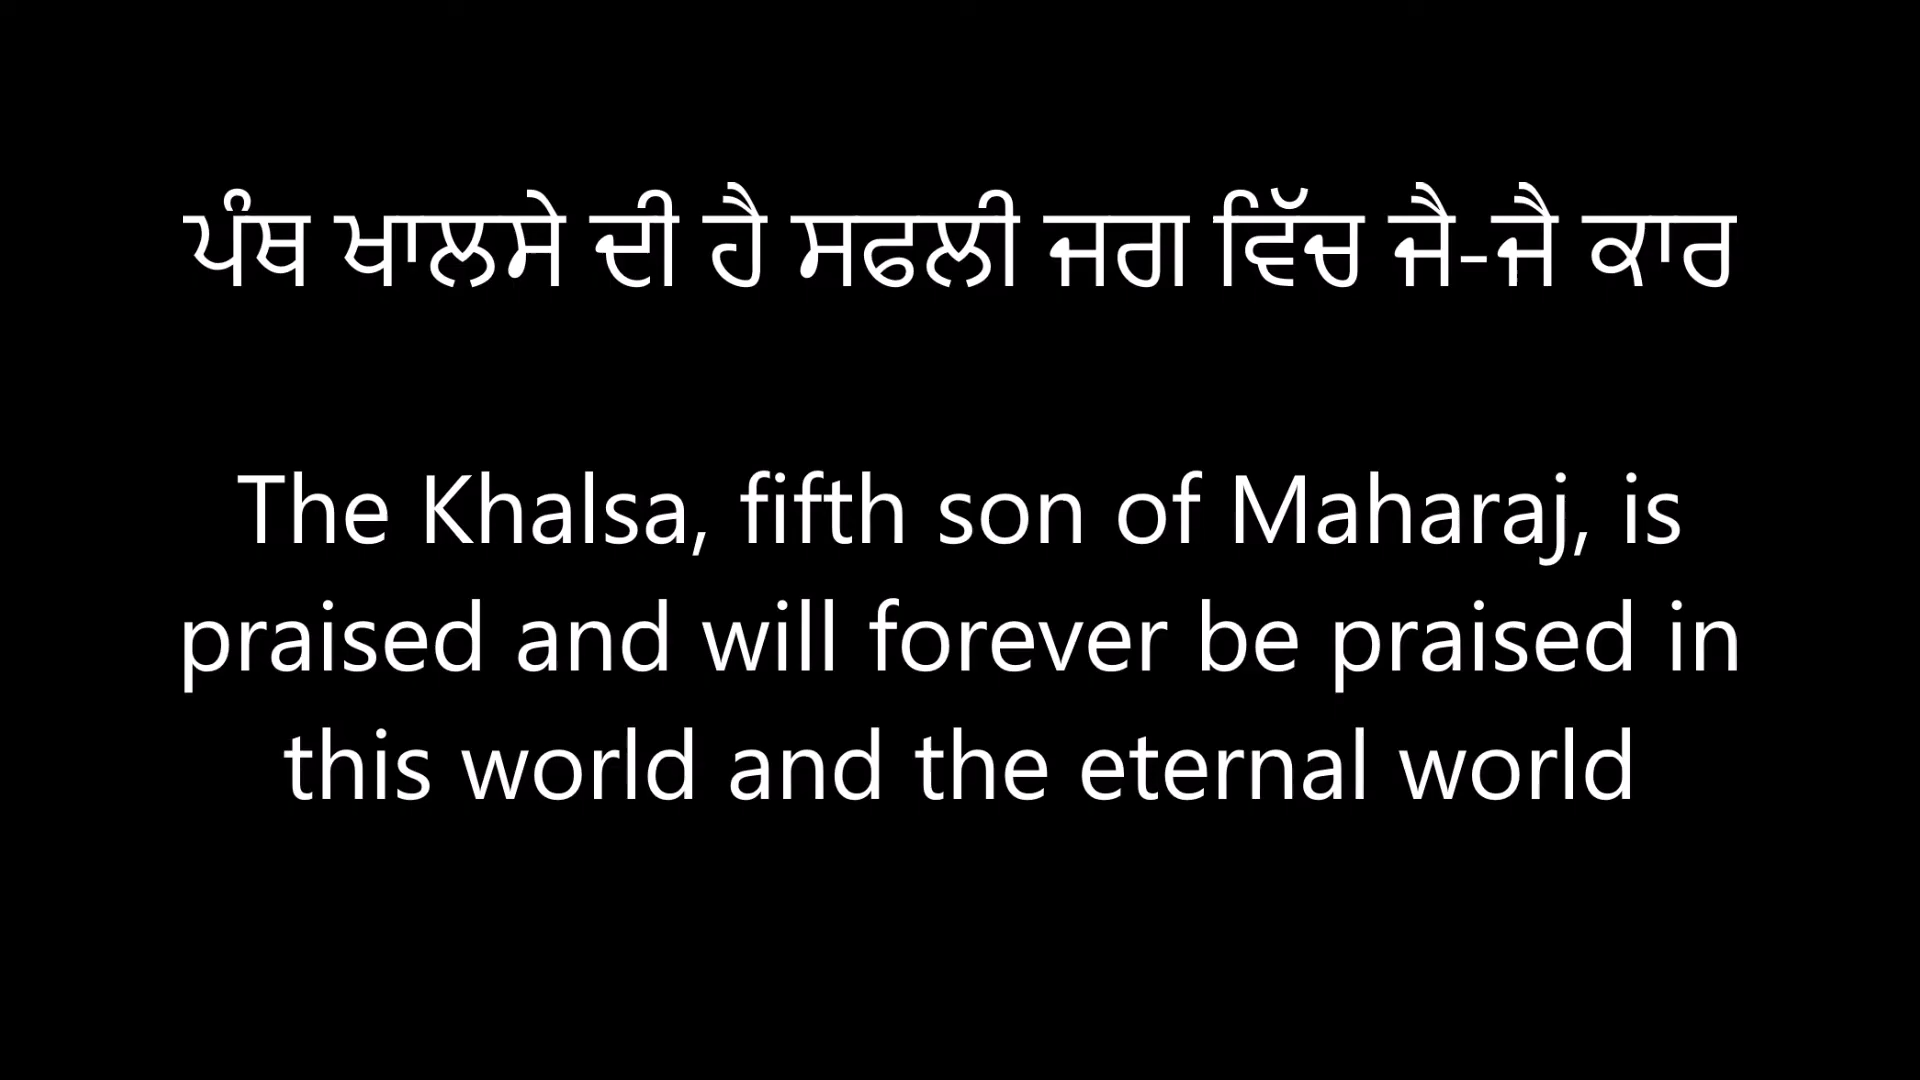 ਪੰਥ ਖਾਲਸੇ ਦੀ ਹੈ ਸਫਲੀ ਜਗ ਵਿੱਚ ਜੈ-ਜੈ ਕਾਰ
The Khalsa, fifth son of Maharaj, is
praised and will forever be praised in
this world and the eternal world